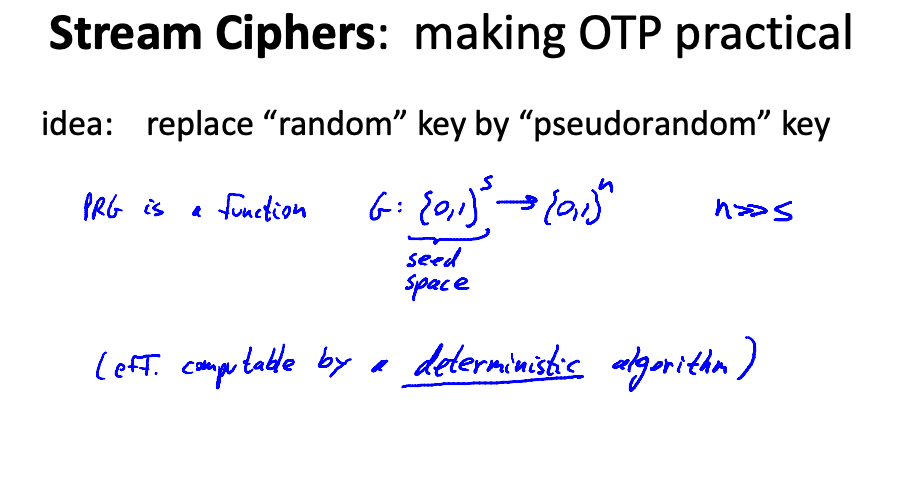 Stream Ciphers: making OTP practical
idea: replace “random” key by “pseudorandom” key
PRG is a function G: {0,1}^s → {0,1}^n n>>s
seed
space
(eff. computable by a deterministic algorithm)